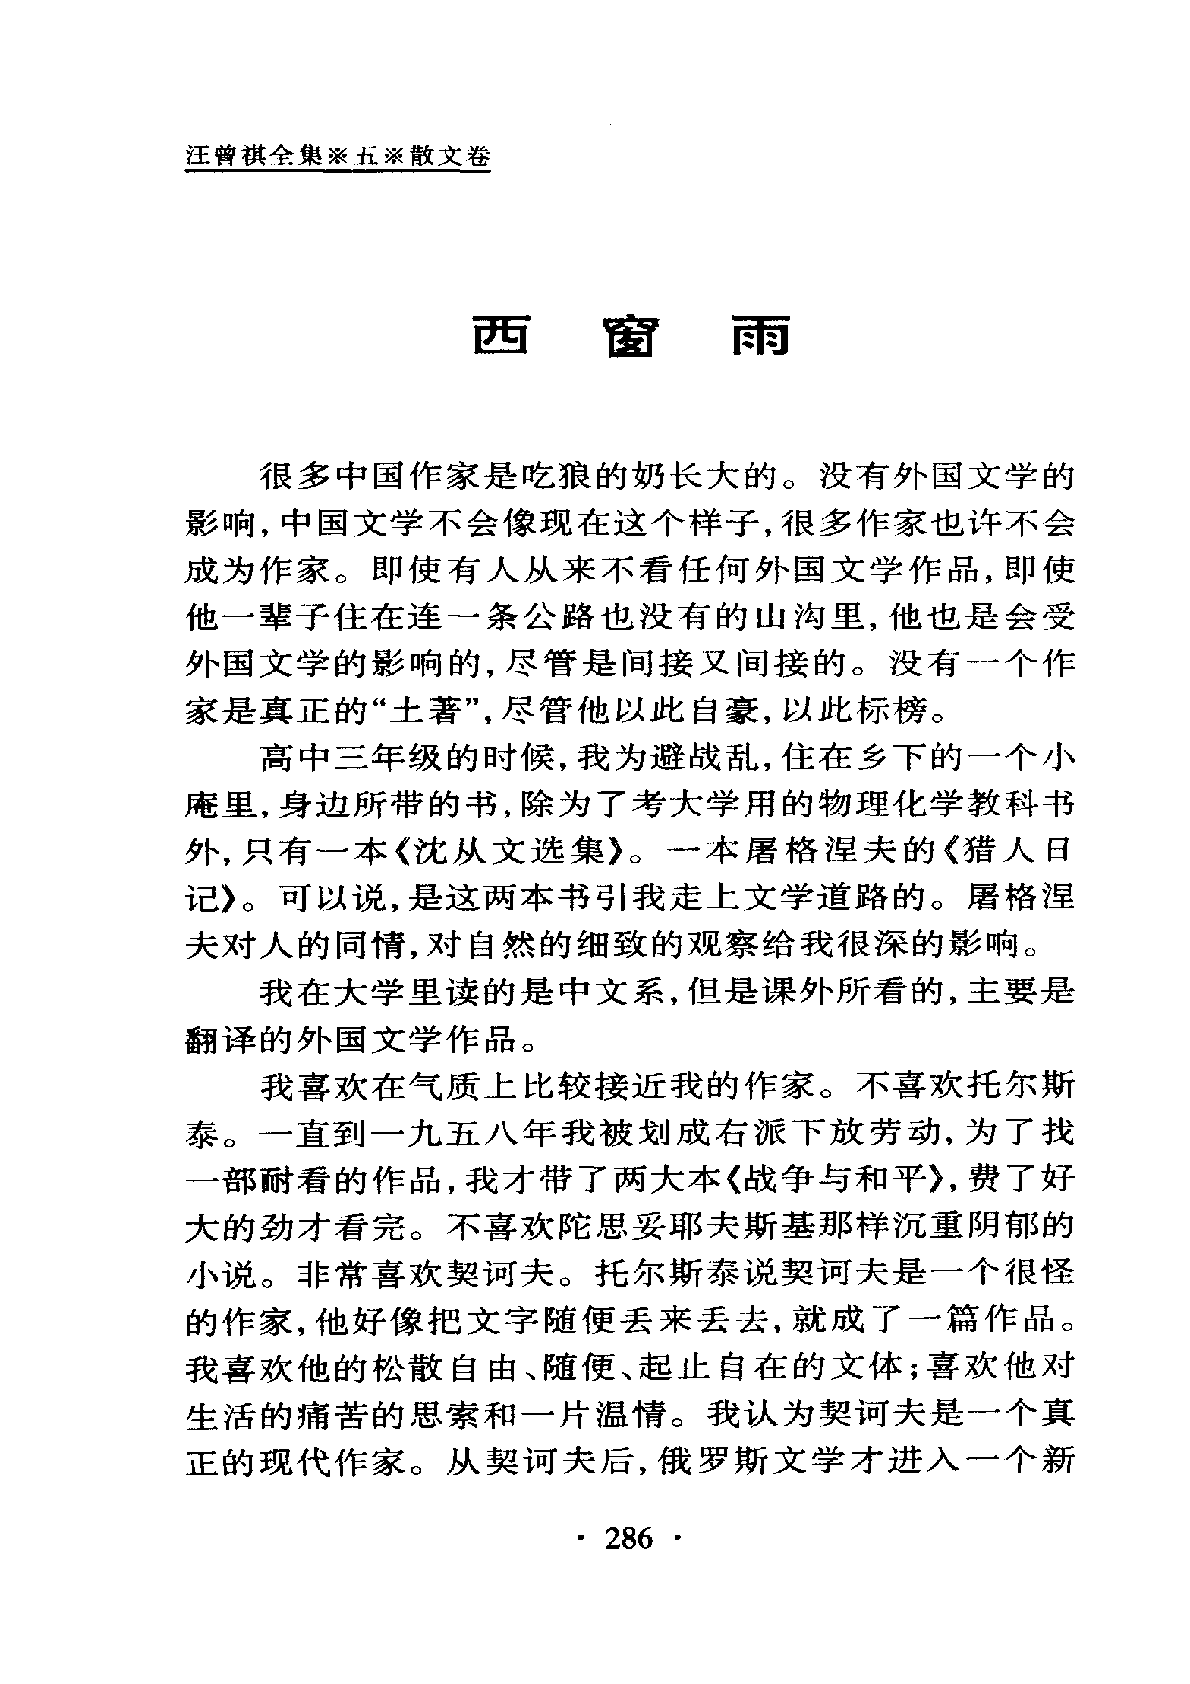 汪曾祺全集※五※散文卷
西 窗 雨
很多中国作家是吃狼的奶长大的。没有外国文学的
影响,中国文学不会像现在这个样子,很多作家也许不会
成为作家。即使有人从来不看任何外国文学作品,即使
他一辈子住在连一条公路也没有的山沟里,他也是会受
外国文学的影响的,尽管是间接又间接的。没有一个作
家是真正的“土著”,尽管他以此自豪,以此标榜。
高中三年级的时候,我为避战乱,住在乡下的一个小
庵里,身边所带的书,除为了考大学用的物理化学教科书
外,只有一本《沈从文选集》。一本屠格涅夫的《猎人日
记》。可以说,是这两本书引我走上文学道路的。屠格涅
夫对人的同情,对自然的细致的观察给我很深的影响。
我在大学里读的是中文系,但是课外所看的,主要是
翻译的外国文学作品。
我喜欢在气质上比较接近我的作家。不喜欢托尔斯
泰。一直到一九五八年我被划成右派下放劳动,为了找
一部耐看的作品,我才带了两大本《战争与和平》,费了好
大的劲才看完。不喜欢陀思妥耶夫斯基那样沉重阴郁的
小说。非常喜欢契诃夫。托尔斯泰说契诃夫是一个很怪
的作家,他好像把文字随便丢来丢去,就成了一篇作品。
我喜欢他的松散自由、随便、起止自在的文体;喜欢他对
生活的痛苦的思索和一片温情。我认为契诃夫是一个真
正的现代作家。从契诃夫后,俄罗斯文学才进入一个新
· 286 ·